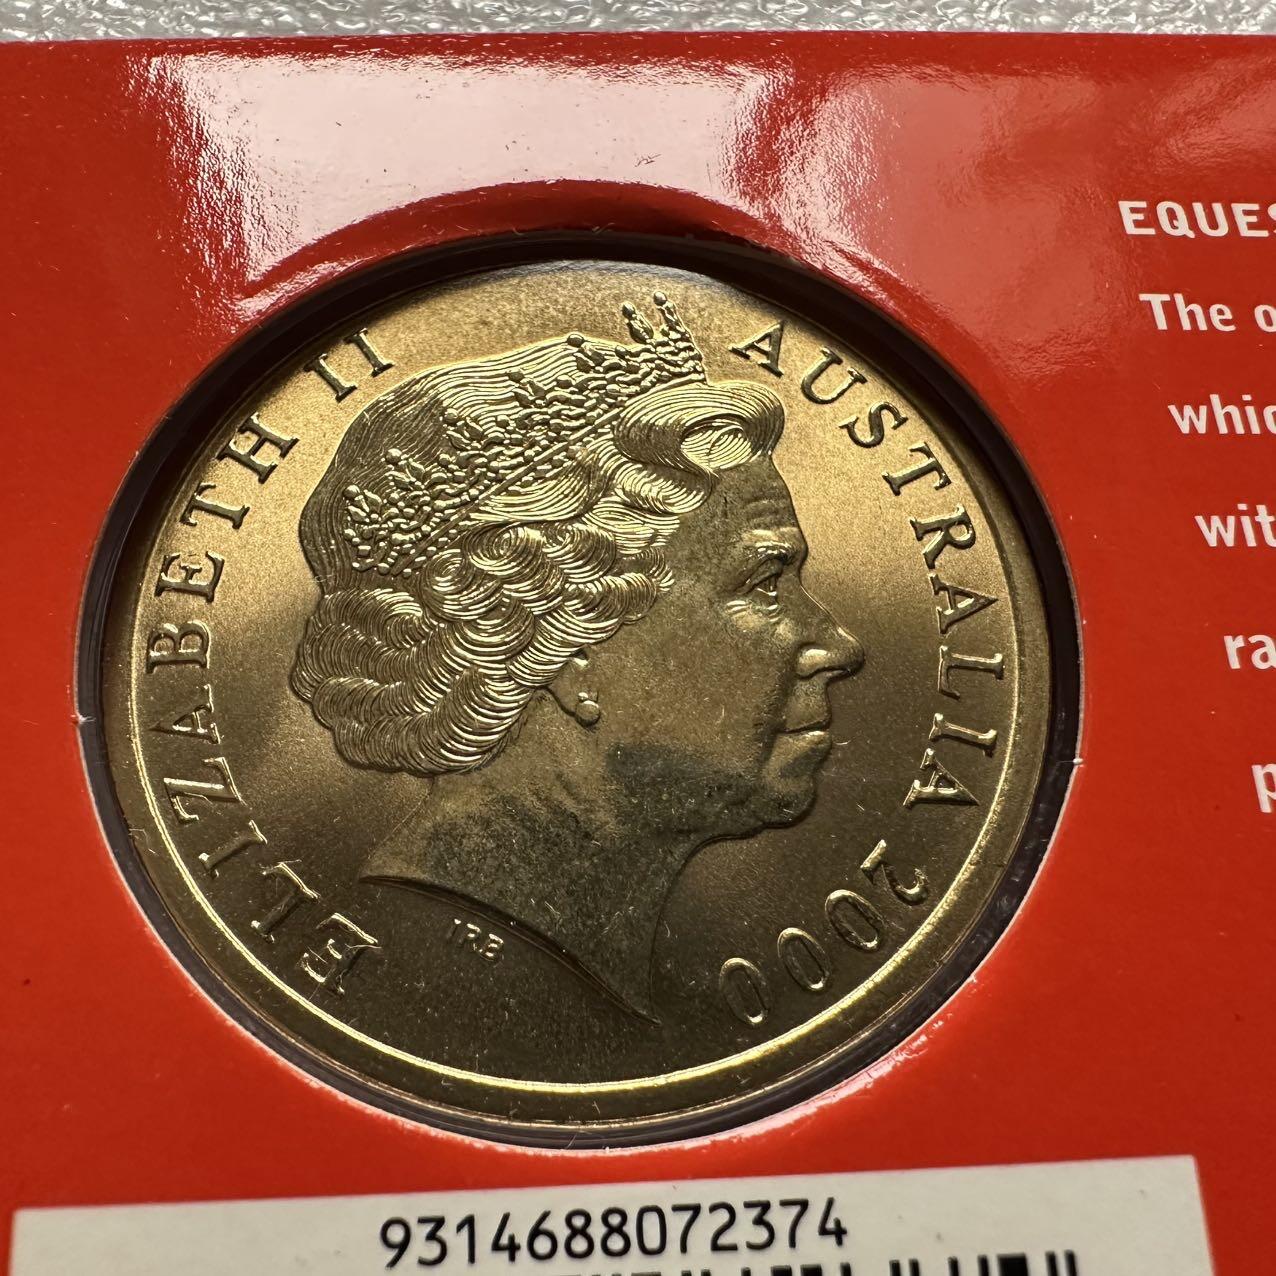 ELIZABETH II AUSTRALIA 2000
IRB
EQUES
The o
whic
wit
ra
p
9314688072374